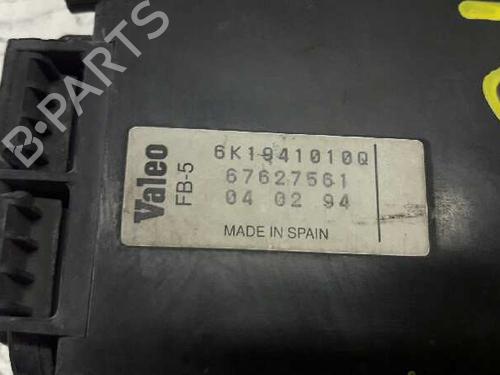 Valeo
FB-5
6K1941010Q
67627561
04 02 94
MADE IN SPAIN
B-PARTS